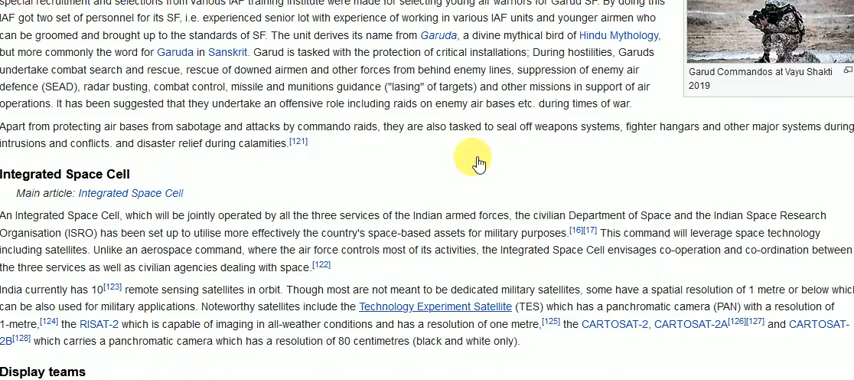 special recruitment and selections from various IAF training institute were made for selecting young air warriors for Garud SF. By doing this
IAF got two set of personnel for its SF, i.e. experienced senior lot with experience of working in various IAF units and younger airmen who
can be groomed and brought up to the standards of SF. The unit derives its name from Garuda, a divine mythical bird of Hindu Mythology,
but more commonly the word for Garuda in Sanskrit. Garud is tasked with the protection of critical installations; During hostilities, Garuds
undertake combat search and rescue, rescue of downed airmen and other forces from behind enemy lines, suppression of enemy air
defence (SEAD), radar busting, combat control, missile and munitions guidance ("lasing" of targets) and other missions in support of air
operations. It has been suggested that they undertake an offensive role including raids on enemy air bases etc. during times of war.
Garud Commandos at Vayu Shakti
2019
Apart from protecting air bases from sabotage and attacks by commando raids, they are also tasked to seal off weapons systems, fighter hangars and other major systems during
intrusions and conflicts. and disaster relief during calamities.[121]
Integrated Space Cell
Main article: Integrated Space Cell
An Integrated Space Cell, which will be jointly operated by all the three services of the Indian armed forces, the civilian Department of Space and the Indian Space Research
Organisation (ISRO) has been set up to utilise more effectively the country's space-based assets for military purposes.[16][17] This command will leverage space technology
including satellites. Unlike an aerospace command, where the air force controls most of its activities, the Integrated Space Cell envisages co-operation and co-ordination between
the three services as well as civilian agencies dealing with space.[122]
India currently has 10[123] remote sensing satellites in orbit. Though most are not meant to be dedicated military satellites, some have a spatial resolution of 1 metre or below which
can be also used for military applications. Noteworthy satellites include the Technology Experiment Satellite (TES) which has a panchromatic camera (PAN) with a resolution of
1-metre,[124] the RISAT-2 which is capable of imaging in all-weather conditions and has a resolution of one metre,[125] the CARTOSAT-2, CARTOSAT-2A[126][127] and CARTOSAT-
2B[128] which carries a panchromatic camera which has a resolution of 80 centimetres (black and white only).
Display teams